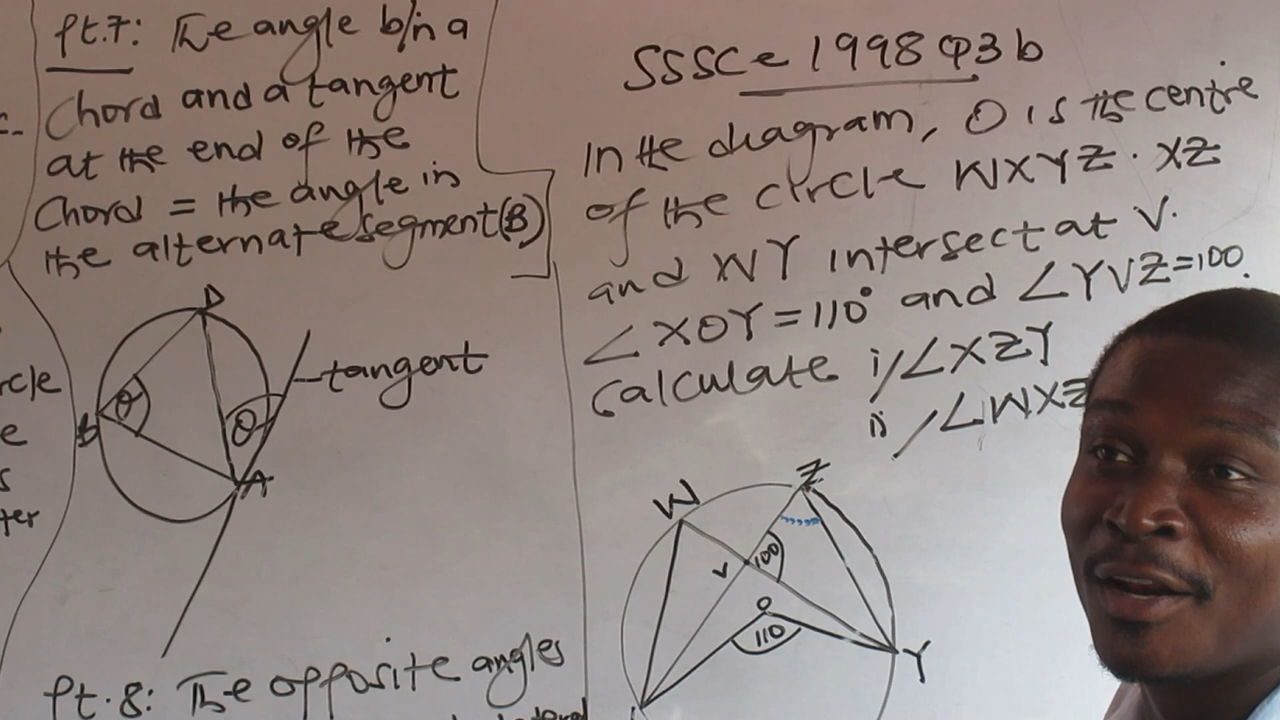 Pt.7: The angle b/n a
Chord and a tangent
at the end of the
Chord = the angle in
the alternate segment(B)
D
tangent
θ
θ
B
A
Pt.8: The opposite angles
c-
rcle
e
s
ter
SSSCe 1998 Q3b
In the diagram, O is the centre
of the circle WXYZ. XZ
and WY intersect at V.
∠XOY=110° and ∠YVZ=100.
Calculate i/∠XZY
ii/∠WXZ
W
Z
V
100
O
110
Y